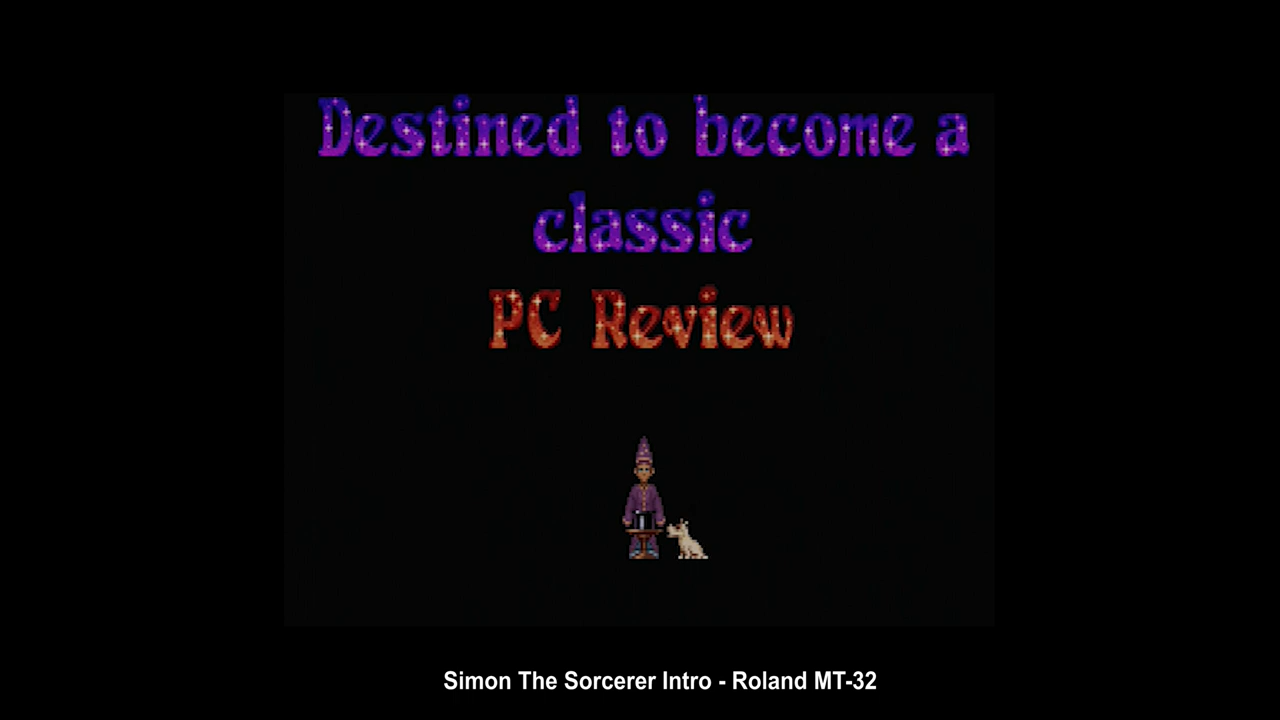 Destined to become a
classic
PC Review
Simon The Sorcerer Intro - Roland MT-32